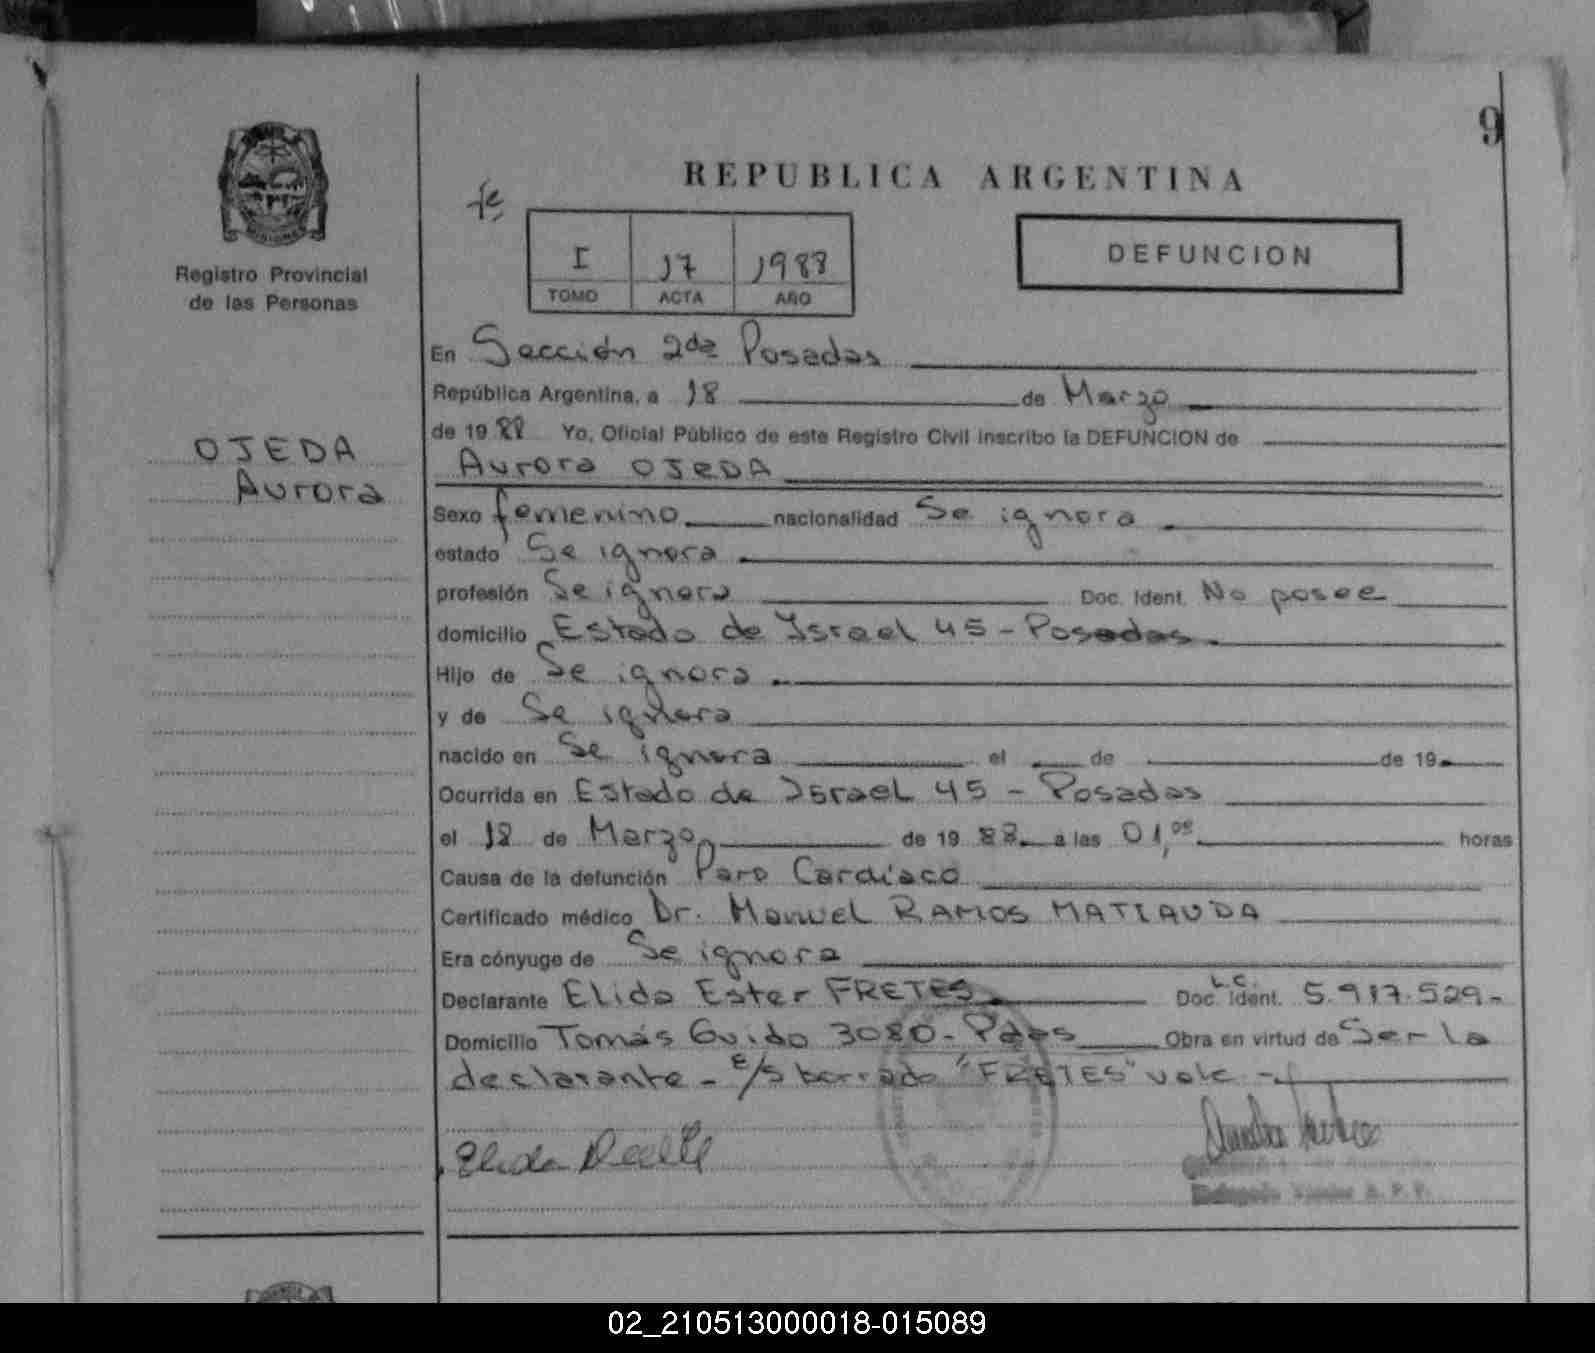 9
REPUBLICA ARGENTINA
MISIONES
Registro Provincial
de las Personas
fe
I 17 1988
TOMO ACTA AÑO
DEFUNCION
En Sección 2da Posadas
República Argentina, a 18 de Marzo
OJEDA
Aurora
de 1988 Yo, Oficial Público de este Registro Civil inscribo la DEFUNCION de
Aurora OJEDA
Sexo femenino nacionalidad Se ignora
estado Se ignora
profesión Se ignora Doc. Ident. No posee
domicilio Estado de Israel 45 - Posadas.
Hijo de Se ignora
y de Se ignora
nacido en Se ignora el de de 19
Ocurrida en Estado de Israel 45 - Posadas
el 18 de Marzo de 1988 a las 01, horas
Causa de la defunción Paro Cardíaco
Certificado médico Dr. Manuel RAMOS MATIAUDA
Era cónyuge de Se ignora
Declarante Elida Ester FRETES Doc. Ident. L.C. 5.917.529-
Domicilio Tomás Guido 3080 - Pdas Obra en virtud de Ser la
declarante - E/s borrado "FRETES" vale -
Elida
02_210513000018-015089